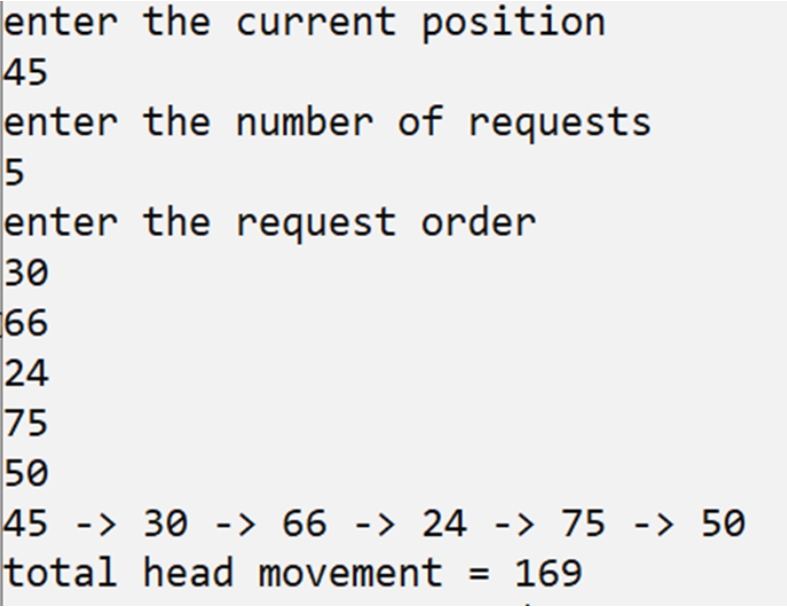 enter the current position
45
enter the number of requests
5
enter the request order
30
66
24
75
50
45 -> 30 -> 66 -> 24 -> 75 -> 50
total head movement = 169